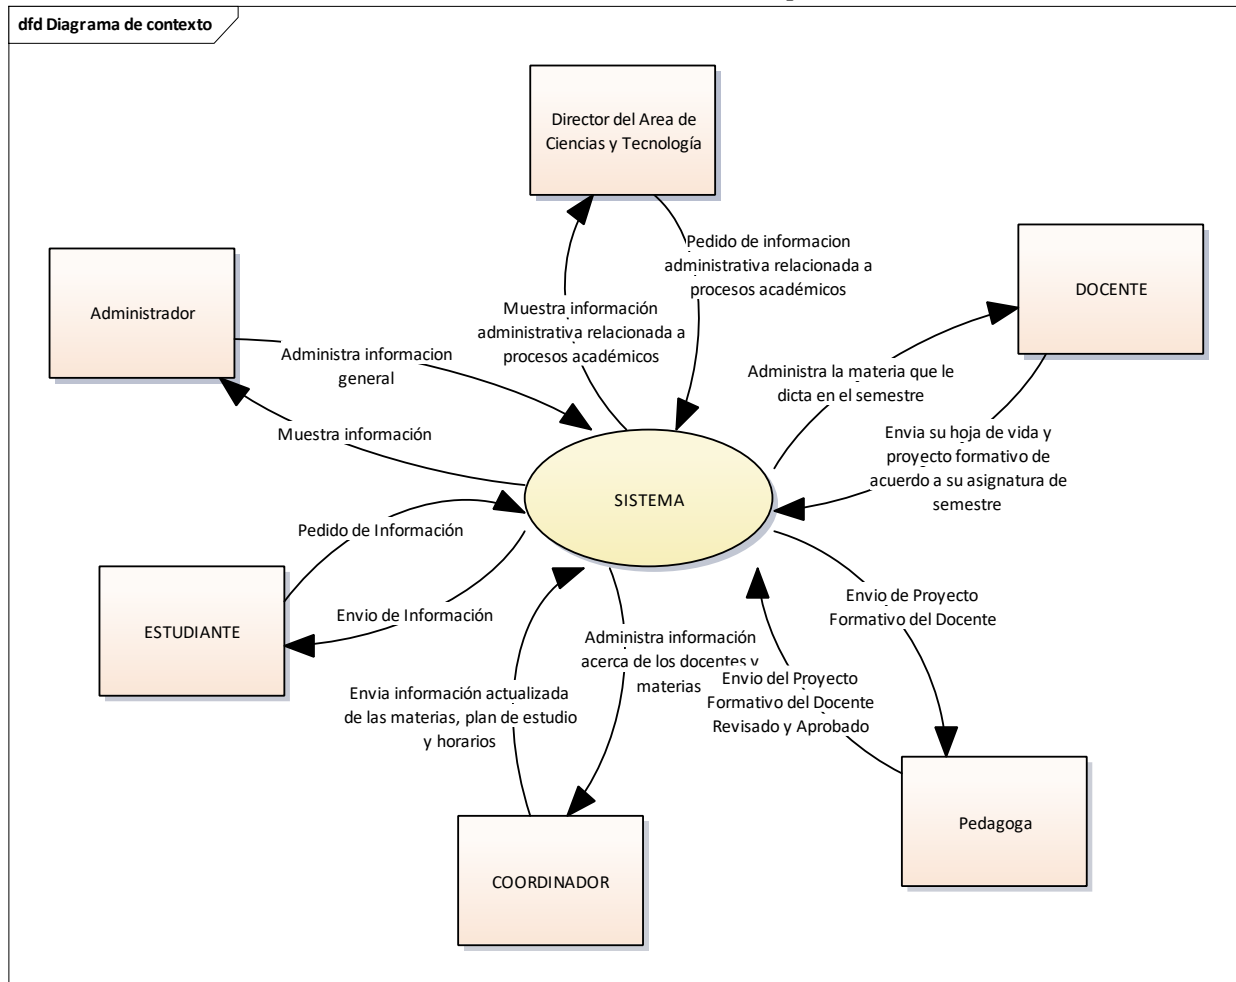 dfd Diagrama de contexto
Director del Area de
Ciencias y Tecnología
Pedido de informacion
administrativa relacionada a
procesos académicos
DOCENTE
Administrador
Muestra información
administrativa relacionada a
procesos académicos
Administra informacion
general
Administra la materia que le
dicta en el semestre
Muestra información
Envia su hoja de vida y
proyecto formativo de
acuerdo a su asignatura de
semestre
SISTEMA
Pedido de Información
Envio de Proyecto
Formativo del Docente
ESTUDIANTE
Envio de Información
Administra información
acerca de los docentes y
materias
Envio del Proyecto
Formativo del Docente
Revisado y Aprobado
Envia información actualizada
de las materias, plan de estudio
y horarios
Pedagoga
COORDINADOR